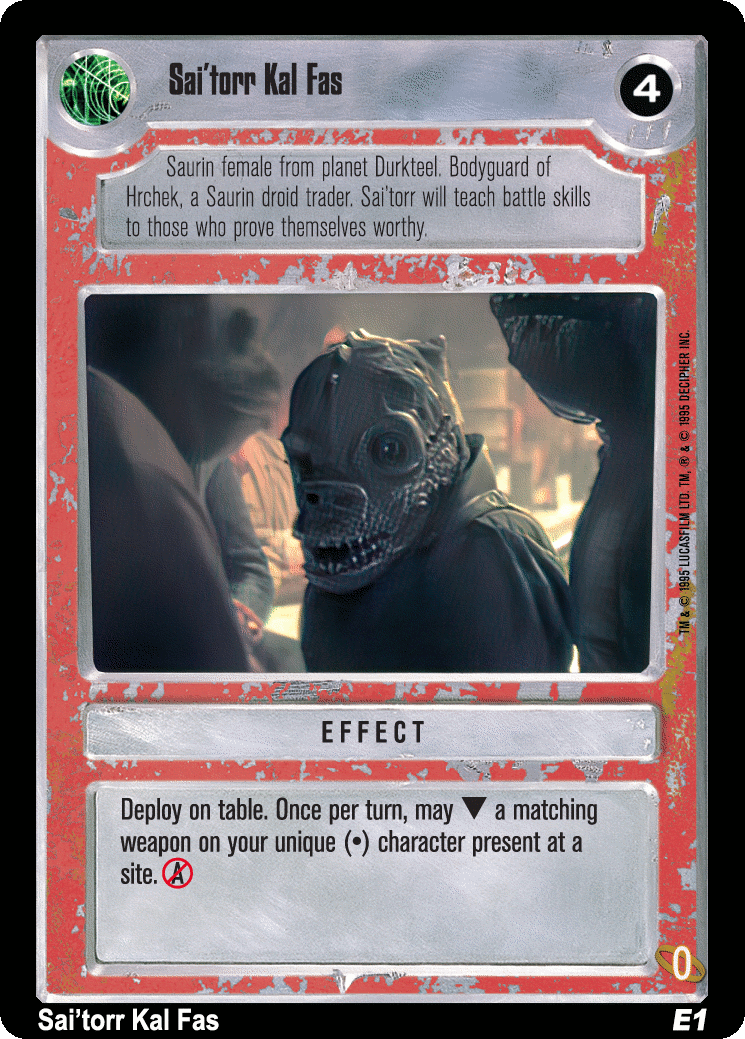 Sai’torr Kal Fas
4
Saurin female from planet Durkteel. Bodyguard of
Hrchek, a Saurin droid trader. Sai’torr will teach battle skills
to those who prove themselves worthy.
TM & © 1995 LUCASFILM LTD. TM, ® & © 1995 DECIPHER INC.
EFFECT
Deploy on table. Once per turn, may ▼ a matching
weapon on your unique (•) character present at a
site. A
0
Sai’torr Kal Fas
E1